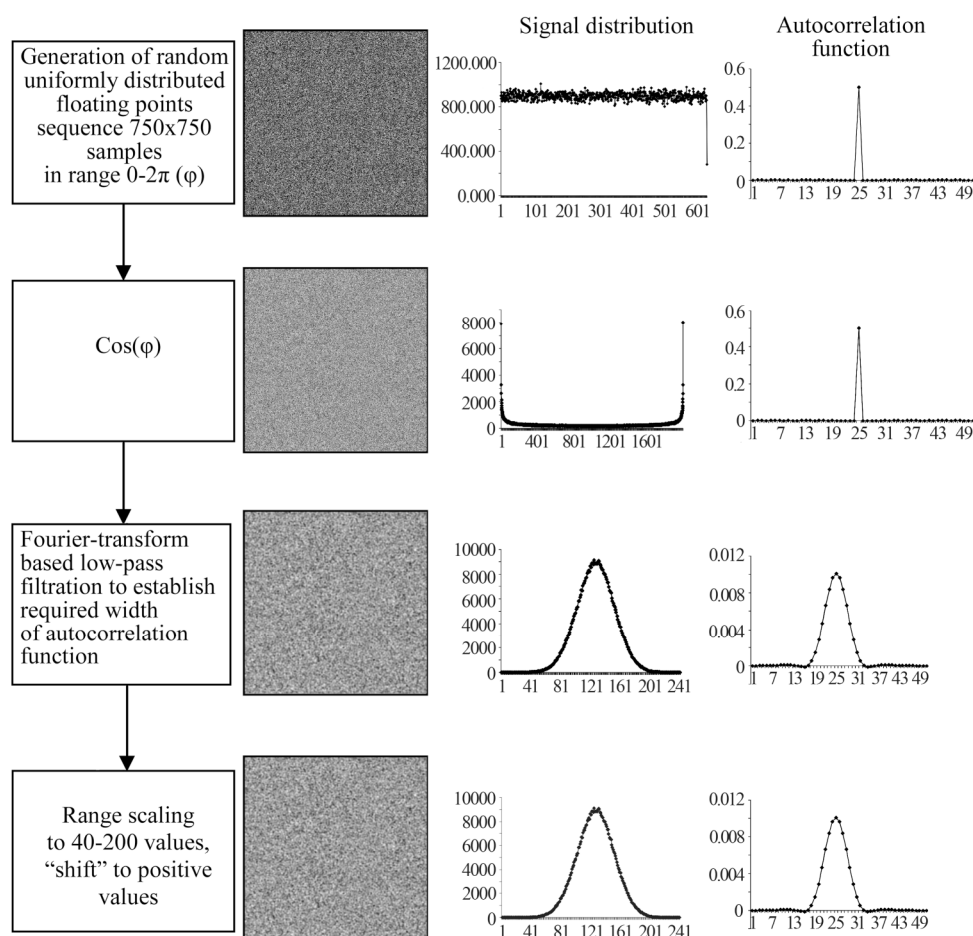 Signal distribution
Autocorrelation
function
Generation of random
uniformly distributed
floating points
sequence 750x750
samples
in range 0-2π (φ)
1200.000
800.000
400.000
0.000
1 101 201 301 401 501 601
0.6
0.4
0.2
0
1 7 13 19 25 31 37 43 49
Cos(φ)
8000
6000
4000
2000
0
1 401 801 1201 1601
0.6
0.4
0.2
0
1 7 13 19 25 31 37 43 49
Fourier-transform
based low-pass
filtration to establish
required width
of autocorrelation
function
10000
8000
6000
4000
2000
0
1 41 81 121 161 201 241
0.012
0.008
0.004
0
1 7 13 19 25 31 37 43 49
Range scaling
to 40-200 values,
“shift” to positive
values
10000
8000
6000
4000
2000
0
1 41 81 121 161 201 241
0.012
0.008
0.004
0
1 7 13 19 25 31 37 43 49